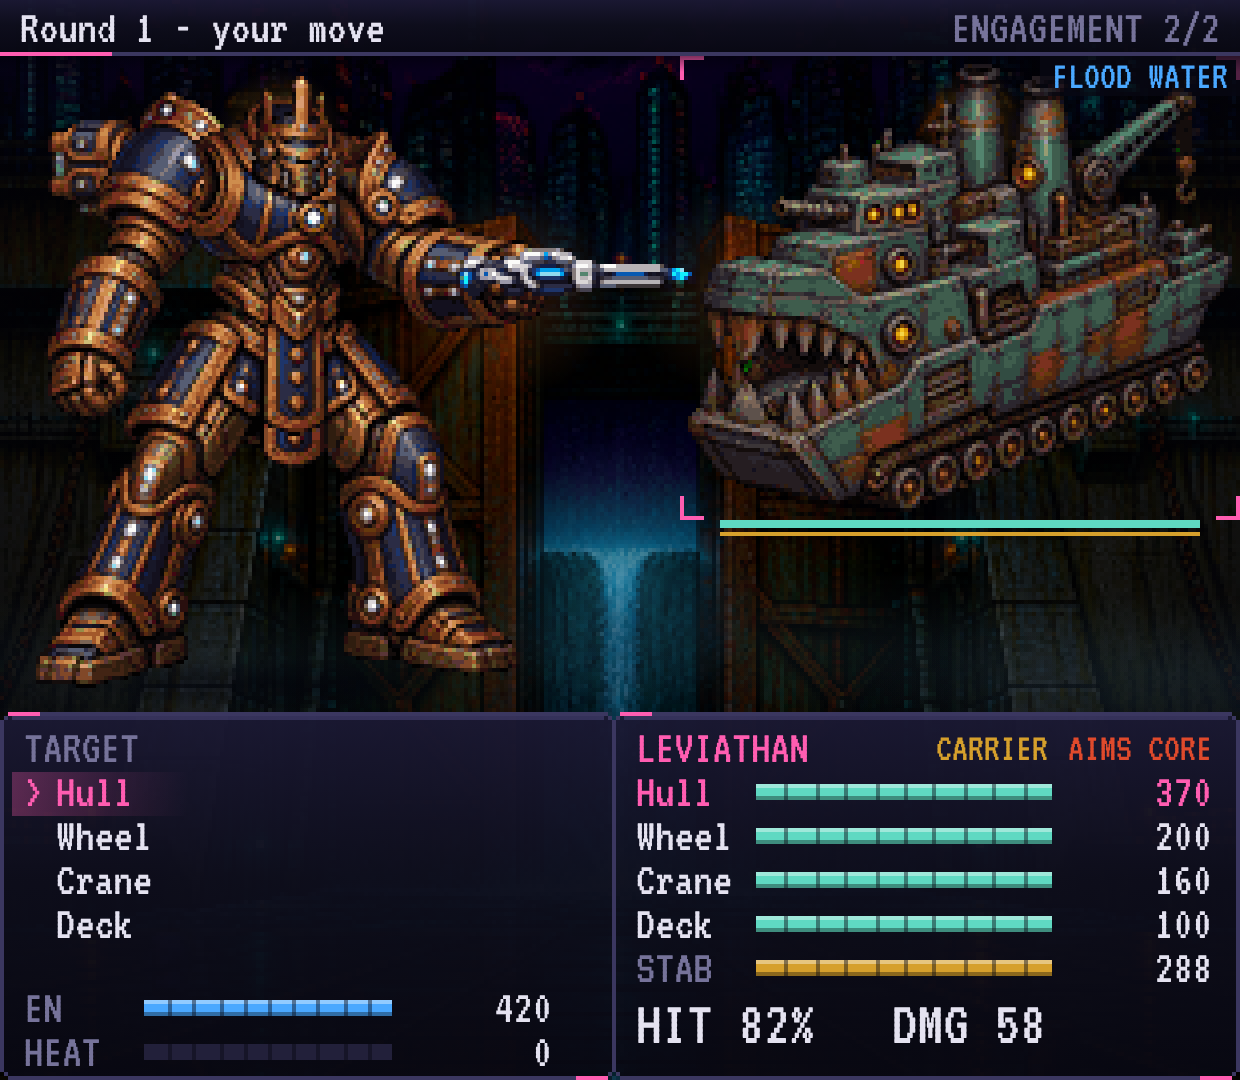 Round 1 - your move
ENGAGEMENT 2/2
FLOOD WATER
TARGET
> Hull
Wheel
Crane
Deck
EN 420
HEAT 0
LEVIATHAN CARRIER AIMS CORE
Hull 370
Wheel 200
Crane 160
Deck 100
STAB 288
HIT 82% DMG 58